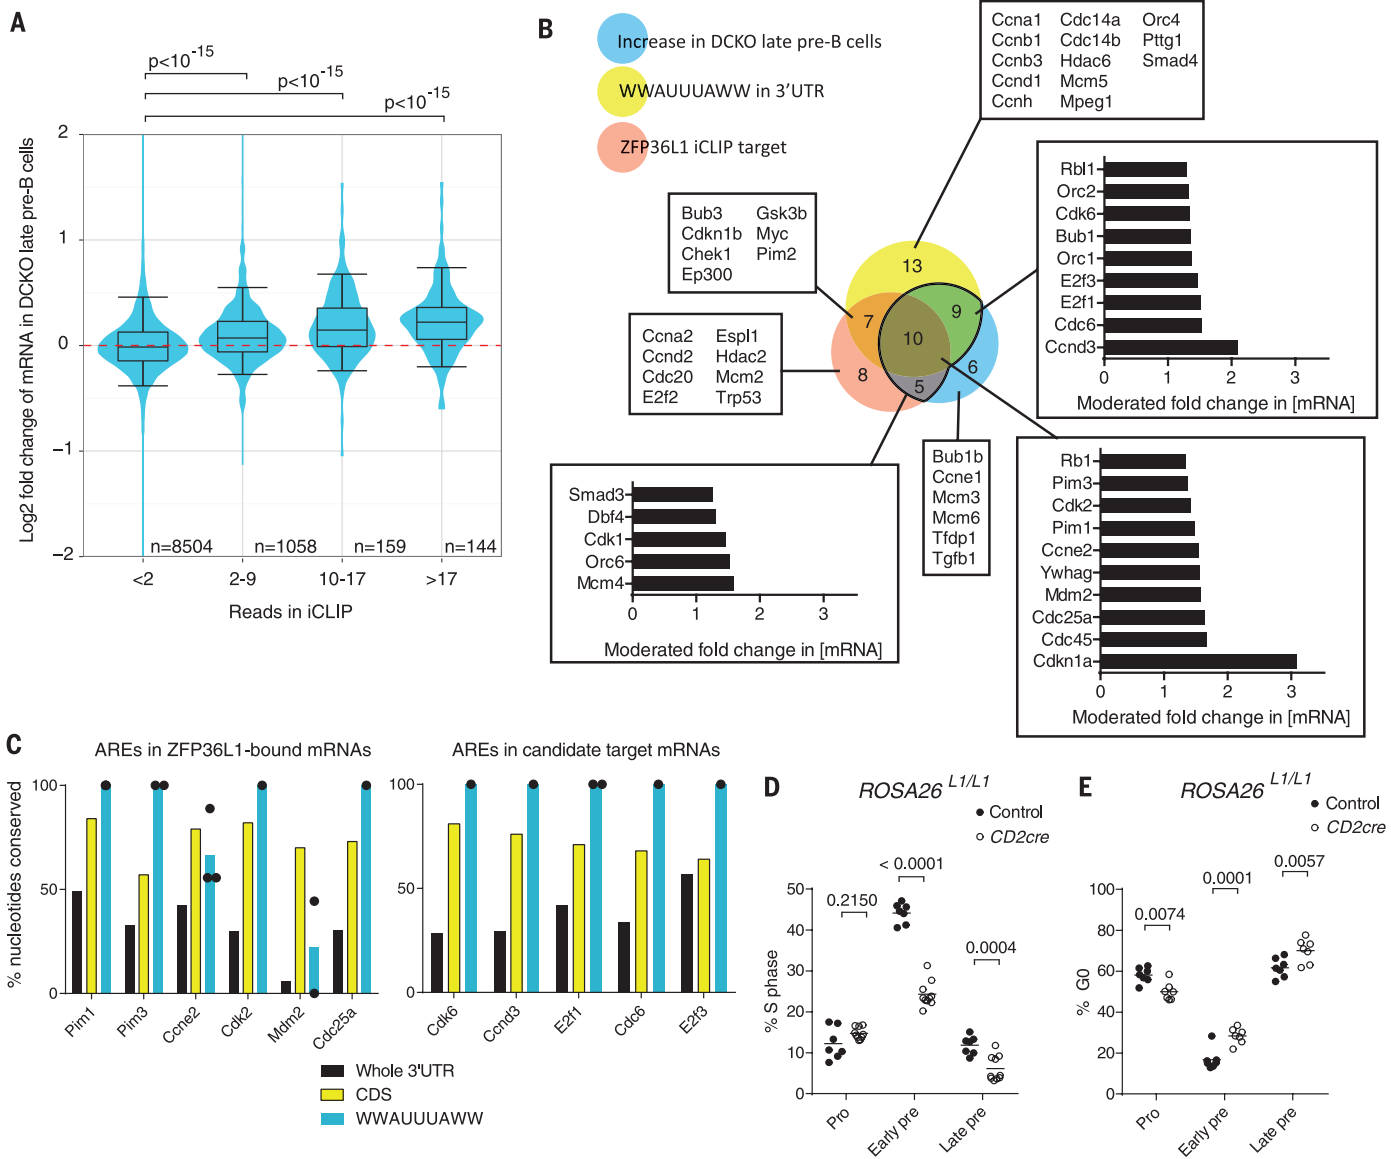 A
p<10-15
p<10-15
p<10-15
Log2 fold change of mRNA in DCKO late pre-B cells
2
1
0
−1
−2
n=8504
n=1058
n=159
n=144
<2
2-9
10-17
>17
Reads in iCLIP
B
Increase in DCKO late pre-B cells
WWAUUUAWW in 3'UTR
ZFP36L1 iCLIP target
Ccna1 Cdc14a Orc4
Ccnb1 Cdc14b Pttg1
Ccnb3 Hdac6 Smad4
Ccnd1 Mcm5
Ccnh Mpeg1
Bub3 Gsk3b
Cdkn1b Myc
Chek1 Pim2
Ep300
Ccna2 Espl1
Ccnd2 Hdac2
Cdc20 Mcm2
E2f2 Trp53
13
7
9
10
8
5
6
Rbl1
Orc2
Cdk6
Bub1
Orc1
E2f3
E2f1
Cdc6
Ccnd3
0 1 2 3
Moderated fold change in [mRNA]
Smad3
Dbf4
Cdk1
Orc6
Mcm4
0 1 2 3
Moderated fold change in [mRNA]
Bub1b
Ccne1
Mcm3
Mcm6
Tfdp1
Tgfb1
Rb1
Pim3
Cdk2
Pim1
Ccne2
Ywhag
Mdm2
Cdc25a
Cdc45
Cdkn1a
0 1 2 3
Moderated fold change in [mRNA]
C
AREs in ZFP36L1-bound mRNAs
% nucleotides conserved
100
50
0
Pim1
Pim3
Ccne2
Cdk2
Mdm2
Cdc25a
AREs in candidate target mRNAs
100
50
0
Cdk6
Ccnd3
E2f1
Cdc6
E2f3
Whole 3'UTR
CDS
WWAUUUAWW
D
ROSA26 L1/L1
Control
CD2cre
< 0.0001
0.2150
0.0004
% S phase
50
40
30
20
10
0
Pro
Early pre
Late pre
E
ROSA26 L1/L1
Control
CD2cre
0.0057
0.0001
0.0074
% G0
100
80
60
40
20
0
Pro
Early pre
Late pre